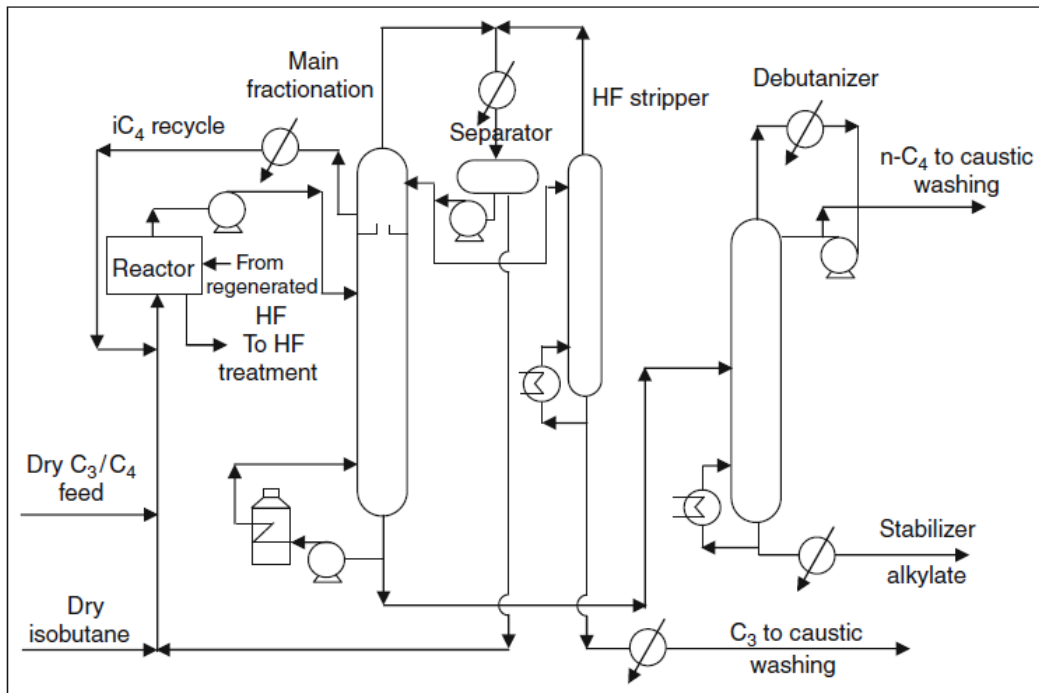 Main
fractionation
HF stripper
Debutanizer
iC₄ recycle
Separator
n-C₄ to caustic
washing
Reactor
From
regenerated
HF
To HF
treatment
Dry C₃/C₄
feed
Stabilizer
alkylate
Dry
isobutane
C₃ to caustic
washing